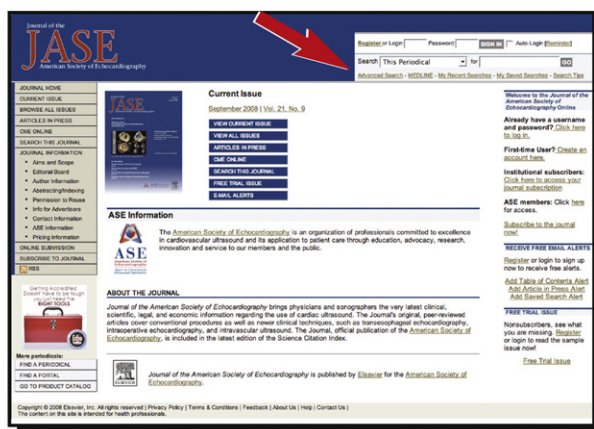 Journal of the
JASE
American Society of Echocardiography
Register or Login: Password: SIGN IN Auto-Login [Reminder]
Search This Periodical for GO
Advanced Search - MEDLINE - My Recent Searches - My Saved Searches - Search Tips
JOURNAL HOME
CURRENT ISSUE
BROWSE ALL ISSUES
ARTICLES IN PRESS
CME ONLINE
SEARCH THIS JOURNAL
JOURNAL INFORMATION
• Aims and Scope
• Editorial Board
• Author Information
• Abstracting/Indexing
• Permission to Reuse
• Info for Advertisers
• Contact Information
• ASE Information
• Pricing Information
ONLINE SUBMISSION
SUBSCRIBE TO JOURNAL
RSS
Getting Accredited
Doesn't have to be tough
you just need the
RIGHT TOOLS
More periodicals:
FIND A PERIODICAL
FIND A PORTAL
GO TO PRODUCT CATALOG
JASE
Current Issue
September 2008 | Vol. 21, No. 9
VIEW CURRENT ISSUE
VIEW ALL ISSUES
ARTICLES IN PRESS
CME ONLINE
SEARCH THIS JOURNAL
FREE TRIAL ISSUE
E-MAIL ALERTS
ASE Information
ASE
The American Society of Echocardiography is an organization of professionals committed to excellence
in cardiovascular ultrasound and its application to patient care through education, advocacy, research,
innovation and service to our members and the public.
ABOUT THE JOURNAL
Journal of the American Society of Echocardiography brings physicians and sonographers the very latest clinical,
scientific, legal, and economic information regarding the use of cardiac ultrasound. The Journal's original, peer-reviewed
articles cover conventional procedures as well as newer clinical techniques, such as transesophageal echocardiography,
intraoperative echocardiography, and intravascular ultrasound. The Journal, official publication of the American Society of
Echocardiography, is included in the latest edition of the Science Citation Index.
ELSEVIER
Journal of the American Society of Echocardiography is published by Elsevier for the American Society of
Echocardiography.
Welcome to the Journal of the
American Society of
Echocardiography Online
Already have a username
and password? Click here
to log in.
First-time User? Create an
account here.
Institutional subscribers:
Click here to access your
journal subscription
ASE members: Click here
for access.
Subscribe to the journal
now!
RECEIVE FREE EMAIL ALERTS
Register or login to sign up
now to receive free alerts.
Add Table of Contents Alert
Add Article in Press Alert
Add Saved Search Alert
FREE TRIAL ISSUE
Nonsubscribers, see what
you are missing. Register
or login to read the sample
issue now!
Free Trial Issue
Copyright © 2008 Elsevier, Inc. All rights reserved | Privacy Policy | Terms & Conditions | Feedback | About Us | Help | Contact Us |
The content on this site is intended for health professionals.